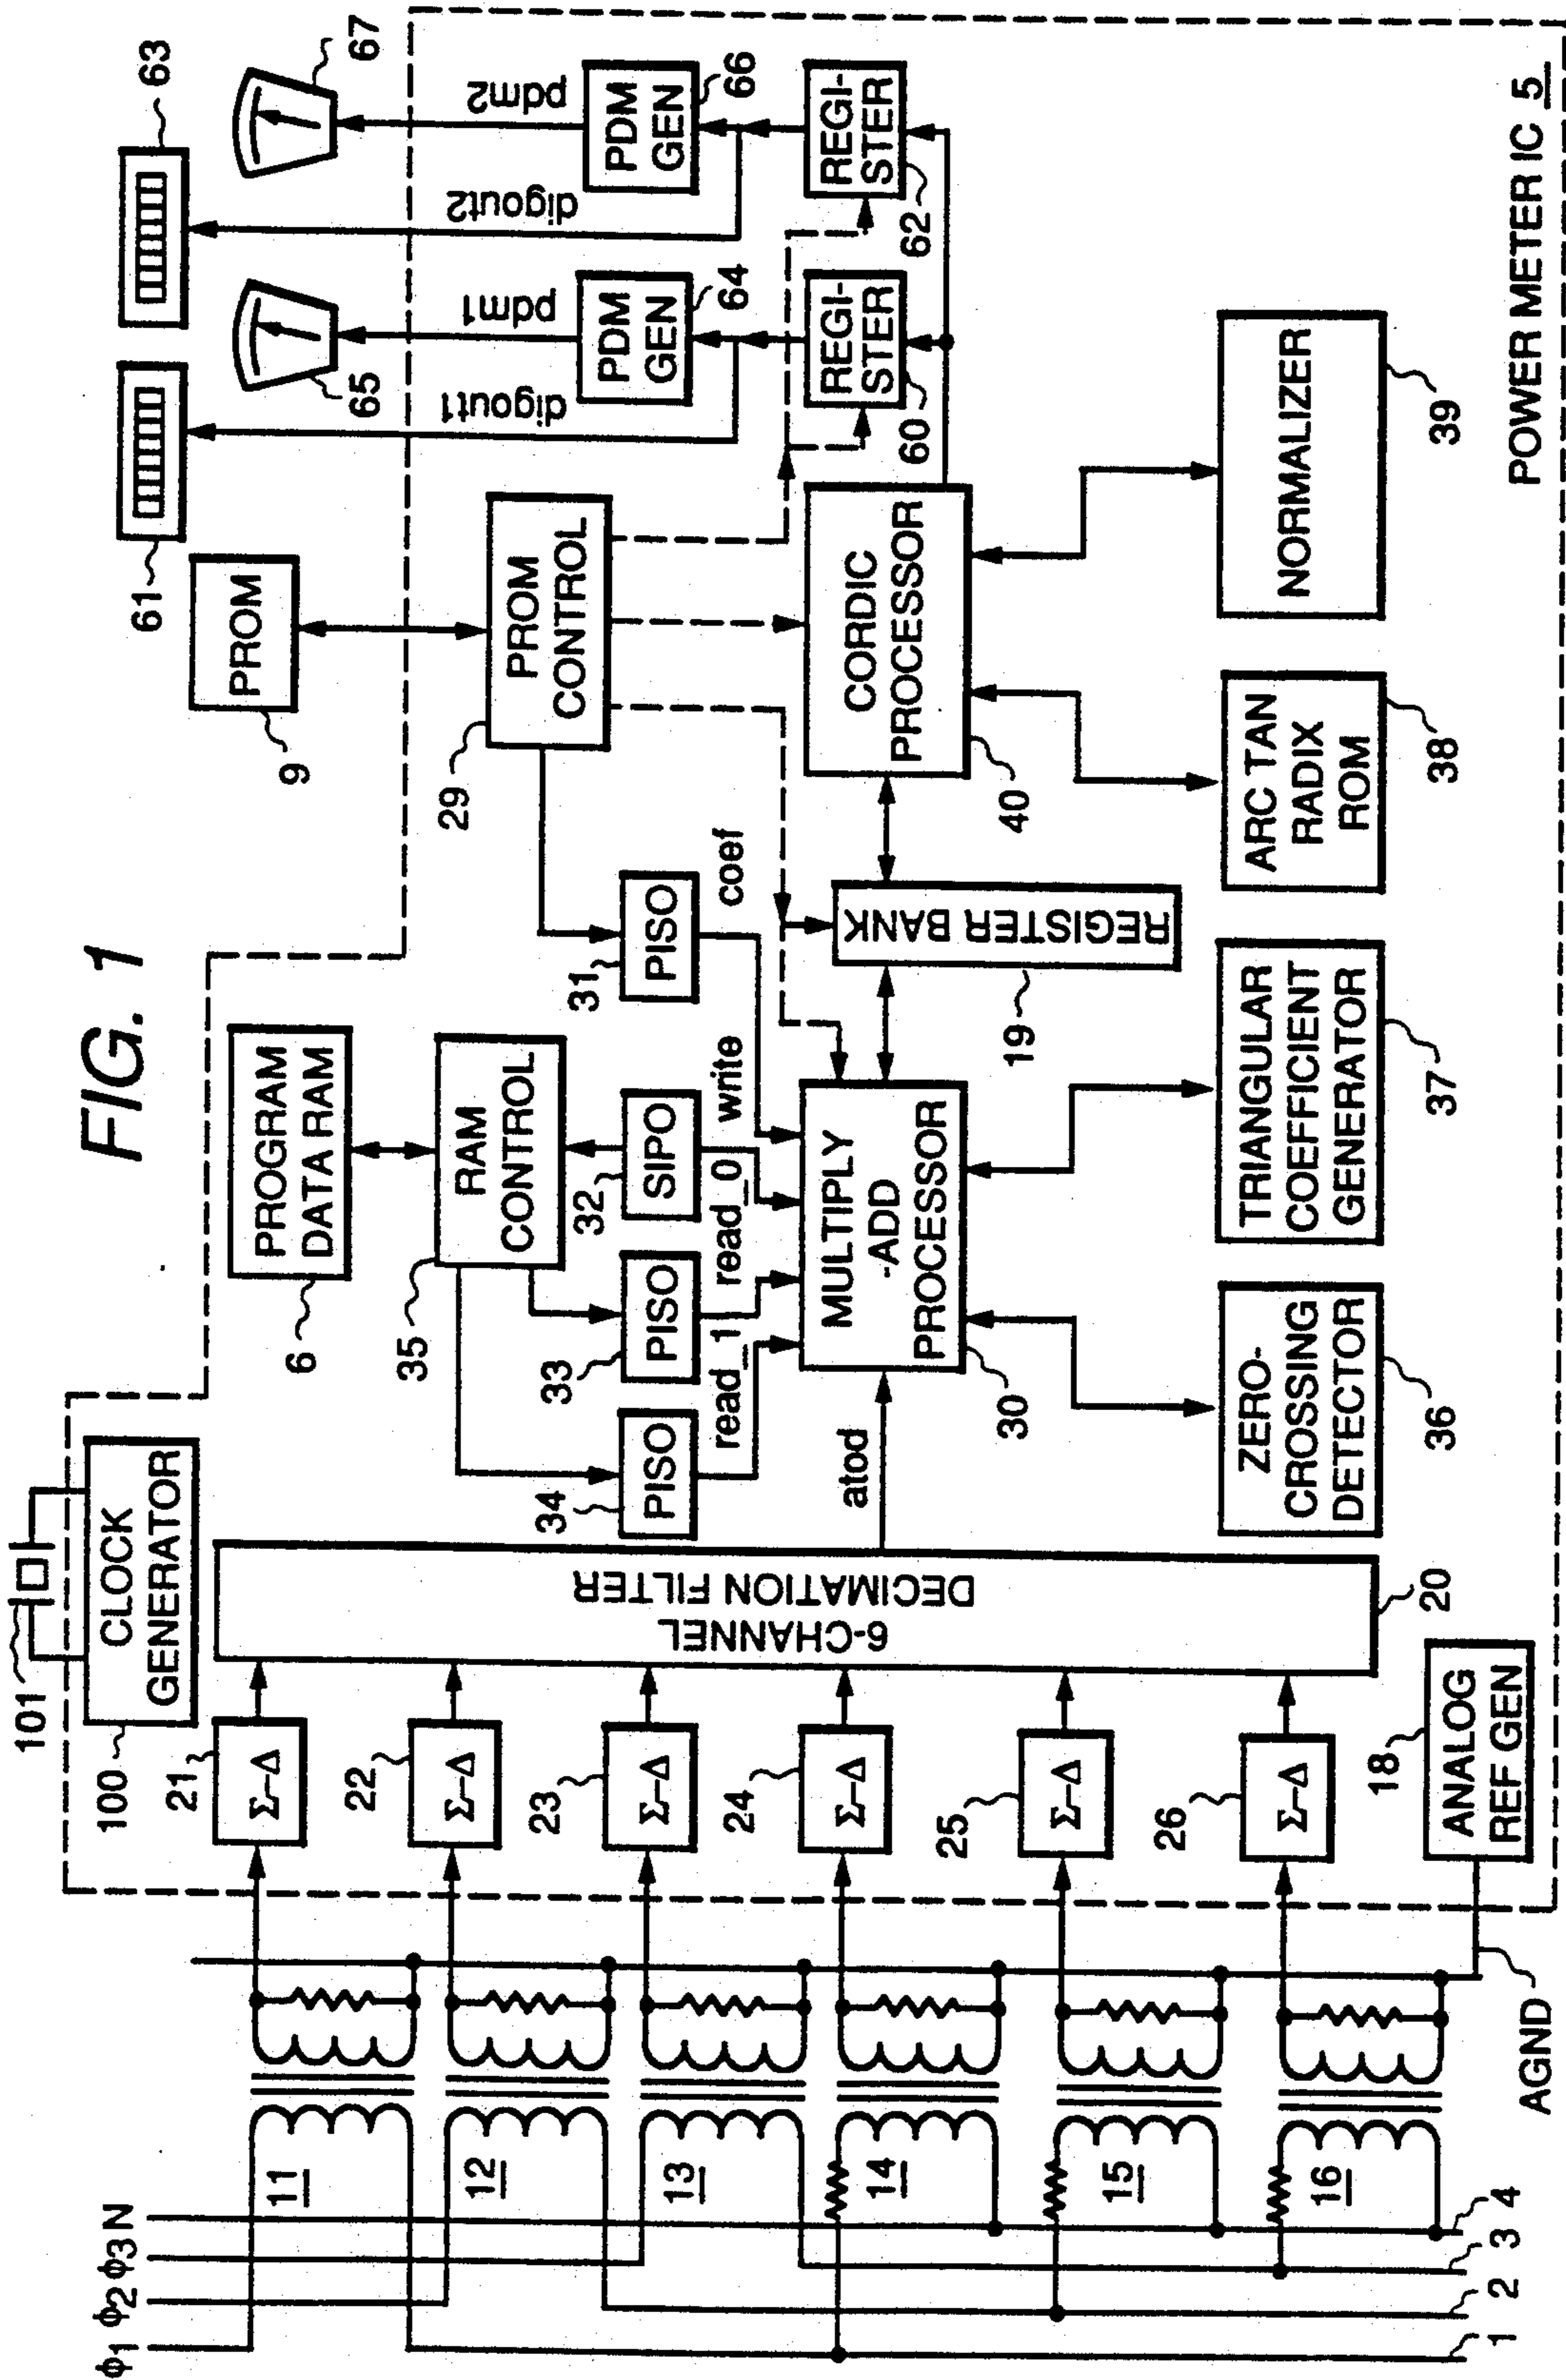 FIG. 1
ϕ1
ϕ2
ϕ3
N
1
2
3
4
11
12
13
14
15
16
AGND
101
CLOCK
GENERATOR
100
21
Σ–Δ
22
Σ–Δ
23
Σ–Δ
24
Σ–Δ
25
Σ–Δ
26
Σ–Δ
18
ANALOG
REF GEN
6-CHANNEL
DECIMATION FILTER
20
atod
PROGRAM
DATA RAM
6
RAM
CONTROL
35
PISO
34
PISO
33
SIPO
32
PISO
31
read_1
read_0
write
coef
MULTIPLY
-ADD
PROCESSOR
30
ZERO-
CROSSING
DETECTOR
36
TRIANGULAR
COEFFICIENT
GENERATOR
37
REGISTER BANK
19
PROM
9
PROM
CONTROL
29
CORDIC
PROCESSOR
40
ARC TAN
RADIX
ROM
38
NORMALIZER
39
61
63
65
67
digout1
pdm1
digout2
pdm2
PDM
GEN
64
PDM
GEN
66
REGI-
STER
60
REGI-
STER
62
POWER METER IC 5